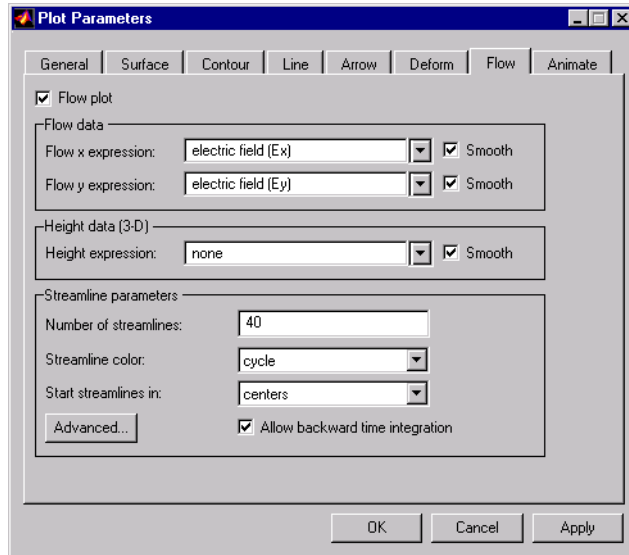 Plot Parameters
General Surface Contour Line Arrow Deform Flow Animate
Flow plot
Flow data
Flow x expression: electric field (Ex) Smooth
Flow y expression: electric field (Ey) Smooth
Height data (3-D)
Height expression: none Smooth
Streamline parameters
Number of streamlines: 40
Streamline color: cycle
Start streamlines in: centers
Advanced... Allow backward time integration
OK Cancel Apply